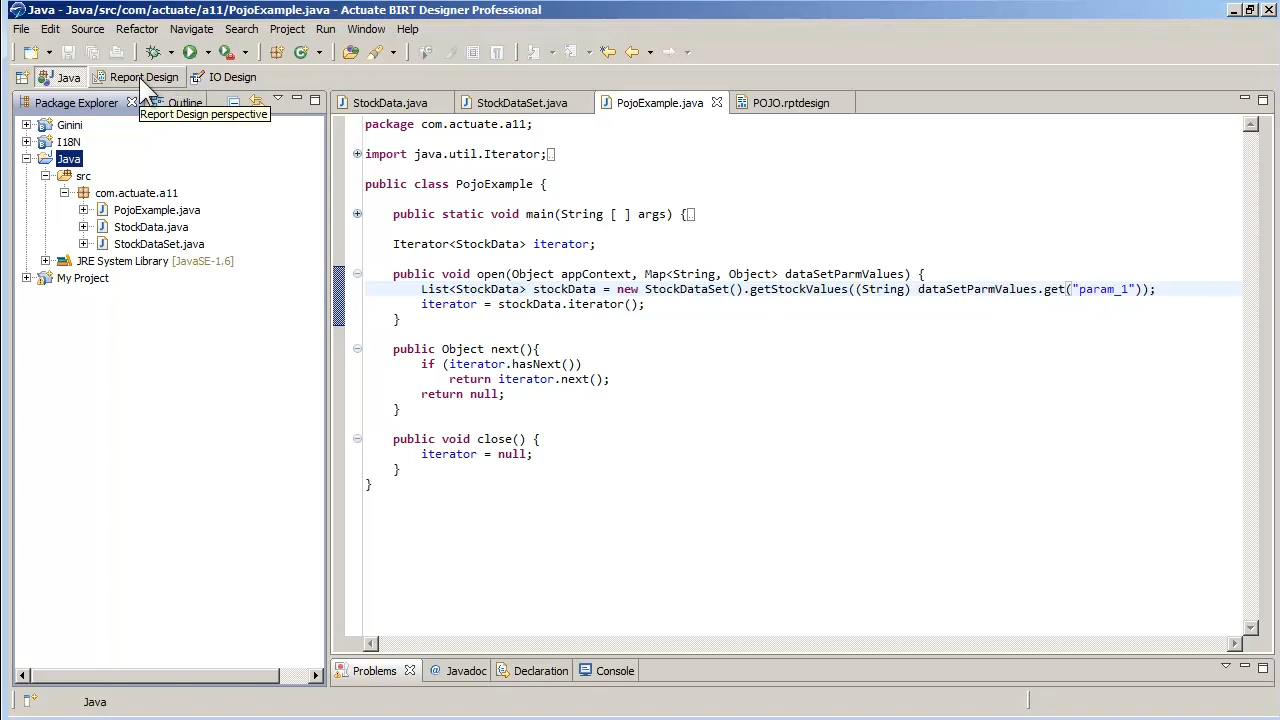 Java - Java/src/com/actuate/a11/PojoExample.java - Actuate BIRT Designer Professional
File Edit Source Refactor Navigate Search Project Run Window Help
Java Report Design IO Design
Package Explorer Outline
Report Design perspective
StockData.java StockDataSet.java PojoExample.java POJO.rptdesign
Ginini
I18N
Java
src
com.actuate.a11
PojoExample.java
StockData.java
StockDataSet.java
JRE System Library [JavaSE-1.6]
My Project
package com.actuate.a11;
import java.util.Iterator;
public class PojoExample {
public static void main(String [ ] args) {
Iterator<StockData> iterator;
public void open(Object appContext, Map<String, Object> dataSetParmValues) {
List<StockData> stockData = new StockDataSet().getStockValues((String) dataSetParmValues.get("param_1"));
iterator = stockData.iterator();
}
public Object next(){
if (iterator.hasNext())
return iterator.next();
return null;
}
public void close() {
iterator = null;
}
}
Problems @ Javadoc Declaration Console
Java